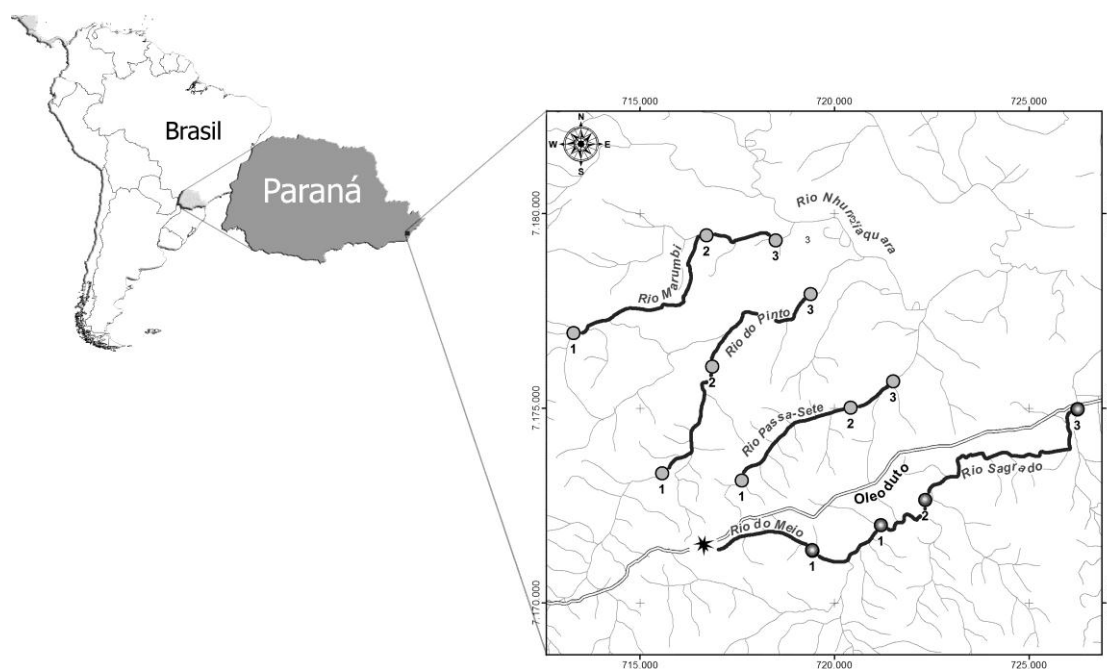 Brasil
Paraná
715.000
720.000
725.000
N
W
E
S
7.180.000
7.175.000
7.170.000
Rio Nhundiaquara
3
2
3
Rio Marumbi
1
3
Rio do Pinto
2
1
3
2
Rio Passa-Sete
1
3
Rio Sagrado
Oleoduto
2
1
Rio do Meio
1
715.000
720.000
725.000